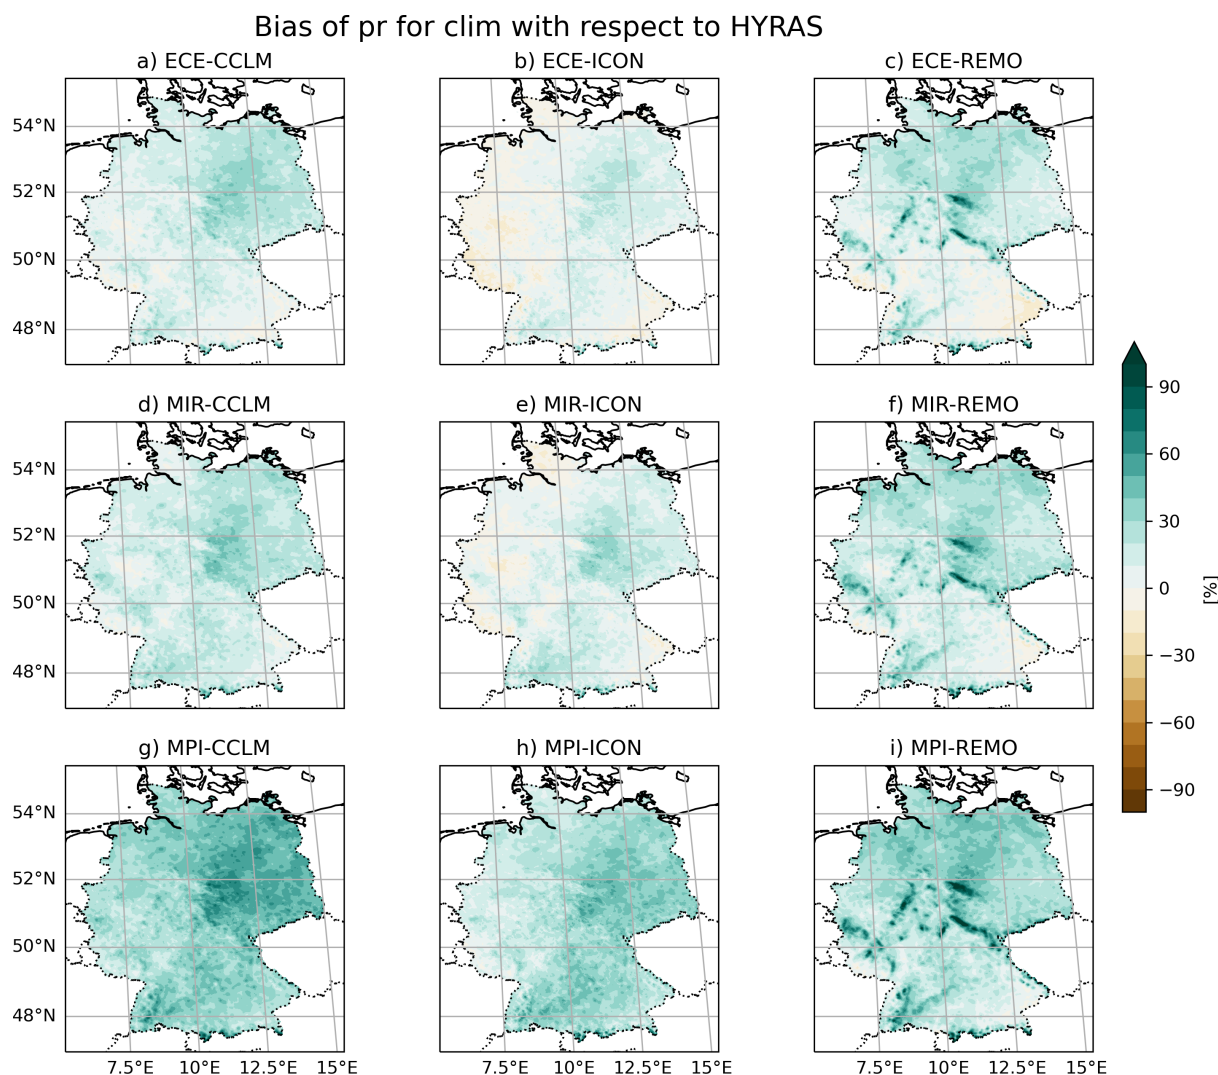 Bias of pr for clim with respect to HYRAS
a) ECE-CCLM
b) ECE-ICON
c) ECE-REMO
54°N
52°N
50°N
48°N
d) MIR-CCLM
e) MIR-ICON
f) MIR-REMO
54°N
52°N
50°N
48°N
g) MPI-CCLM
h) MPI-ICON
i) MPI-REMO
54°N
52°N
50°N
48°N
7.5°E 10°E 12.5°E 15°E
7.5°E 10°E 12.5°E 15°E
7.5°E 10°E 12.5°E 15°E
90
60
30
0
−30
−60
−90
[%]